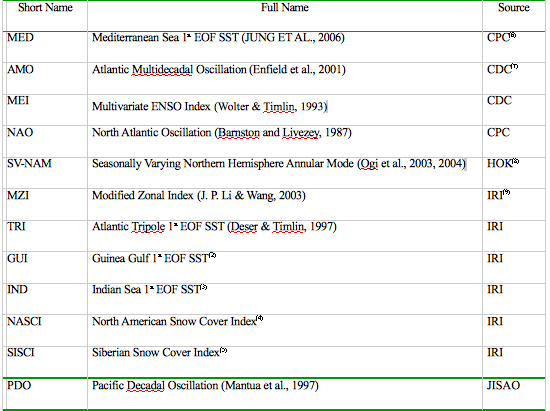 Short Name Full Name Source
MED Mediterranean Sea 1ª EOF SST (JUNG ET AL., 2006) CPC(6)
AMO Atlantic Multidecadal Oscillation (Enfield et al., 2001) CDC(7)
MEI Multivariate ENSO Index (Wolter & Timlin, 1993) CDC
NAO North Atlantic Oscillation (Barnston and Livezey, 1987) CPC
SV-NAM Seasonally Varying Northern Hemisphere Annular Mode (Ogi et al., 2003, 2004) HOK(8)
MZI Modified Zonal Index (J. P. Li & Wang, 2003) IRI(9)
TRI Atlantic Tripole 1ª EOF SST (Deser & Timlin, 1997) IRI
GUI Guinea Gulf 1ª EOF SST(2) IRI
IND Indian Sea 1ª EOF SST(3) IRI
NASCI North American Snow Cover Index(4) IRI
SISCI Siberian Snow Cover Index(5) IRI
PDO Pacific Decadal Oscillation (Mantua et al., 1997) JISAO